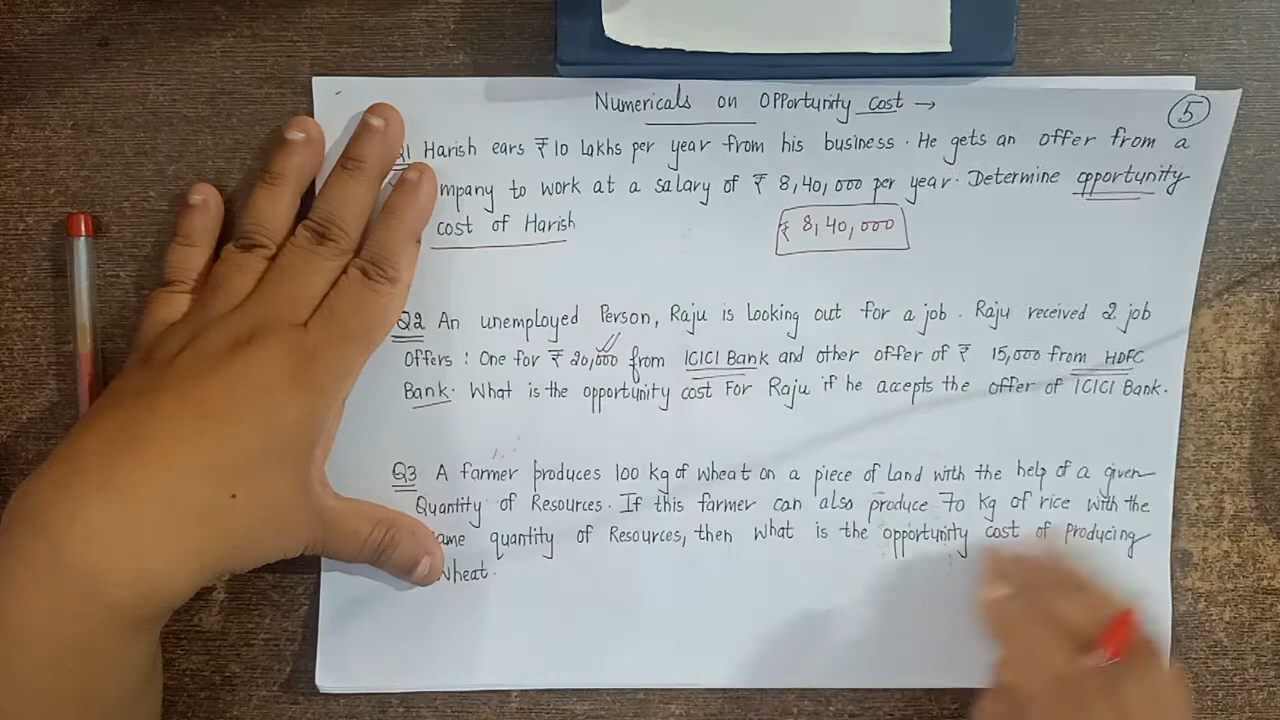 Numericals on Opportunity Cost →
5
Q1 Harish ears ₹ 10 Lakhs per year from his business. He gets an offer from a
mpany to work at a salary of ₹ 8,40,000 per year. Determine opportunity
cost of Harish
₹ 8,40,000
Q2 An unemployed Person, Raju is looking out for a job. Raju received 2 job
offers: One for ₹ 20,000 from ICICI Bank and other offer of ₹ 15,000 from HDFC
Bank. What is the opportunity cost For Raju if he accepts the offer of ICICI Bank.
Q3 A farmer produces 100 kg of wheat on a piece of Land with the help of a given
Quantity of Resources. If this farmer can also produce 70 kg of rice with the
ame quantity of Resources, then what is the opportunity cost of Producing
Wheat.